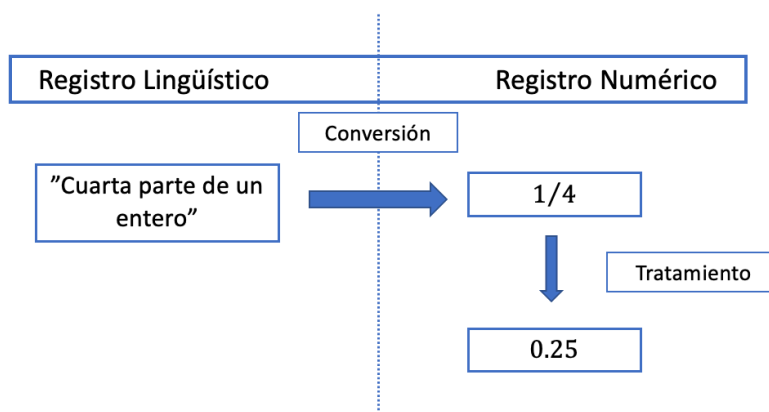 Registro Lingüístico
Registro Numérico
Conversión
”Cuarta parte de un
entero”
1/4
Tratamiento
0.25